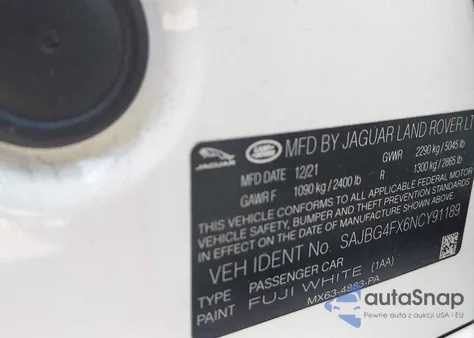 JAGUAR LAND ROVER MFD BY JAGUAR LAND ROVER LT
MFD DATE 12/21 GVWR 2290 kg / 5045 lb
GAWR F 1090 kg / 2400 lb R 1300 kg / 2865 lb
THIS VEHICLE CONFORMS TO ALL APPLICABLE FEDERAL MOTOR
VEHICLE SAFETY, BUMPER AND THEFT PREVENTION STANDARDS
IN EFFECT ON THE DATE OF MANUFACTURE SHOWN ABOVE.
VEH IDENT No. SAJBG4FX6NCY91189
TYPE PASSENGER CAR
PAINT FUJI WHITE (1AA)
MX63-4883-PA
autoSnap
Pewne auta z aukcji USA i EU